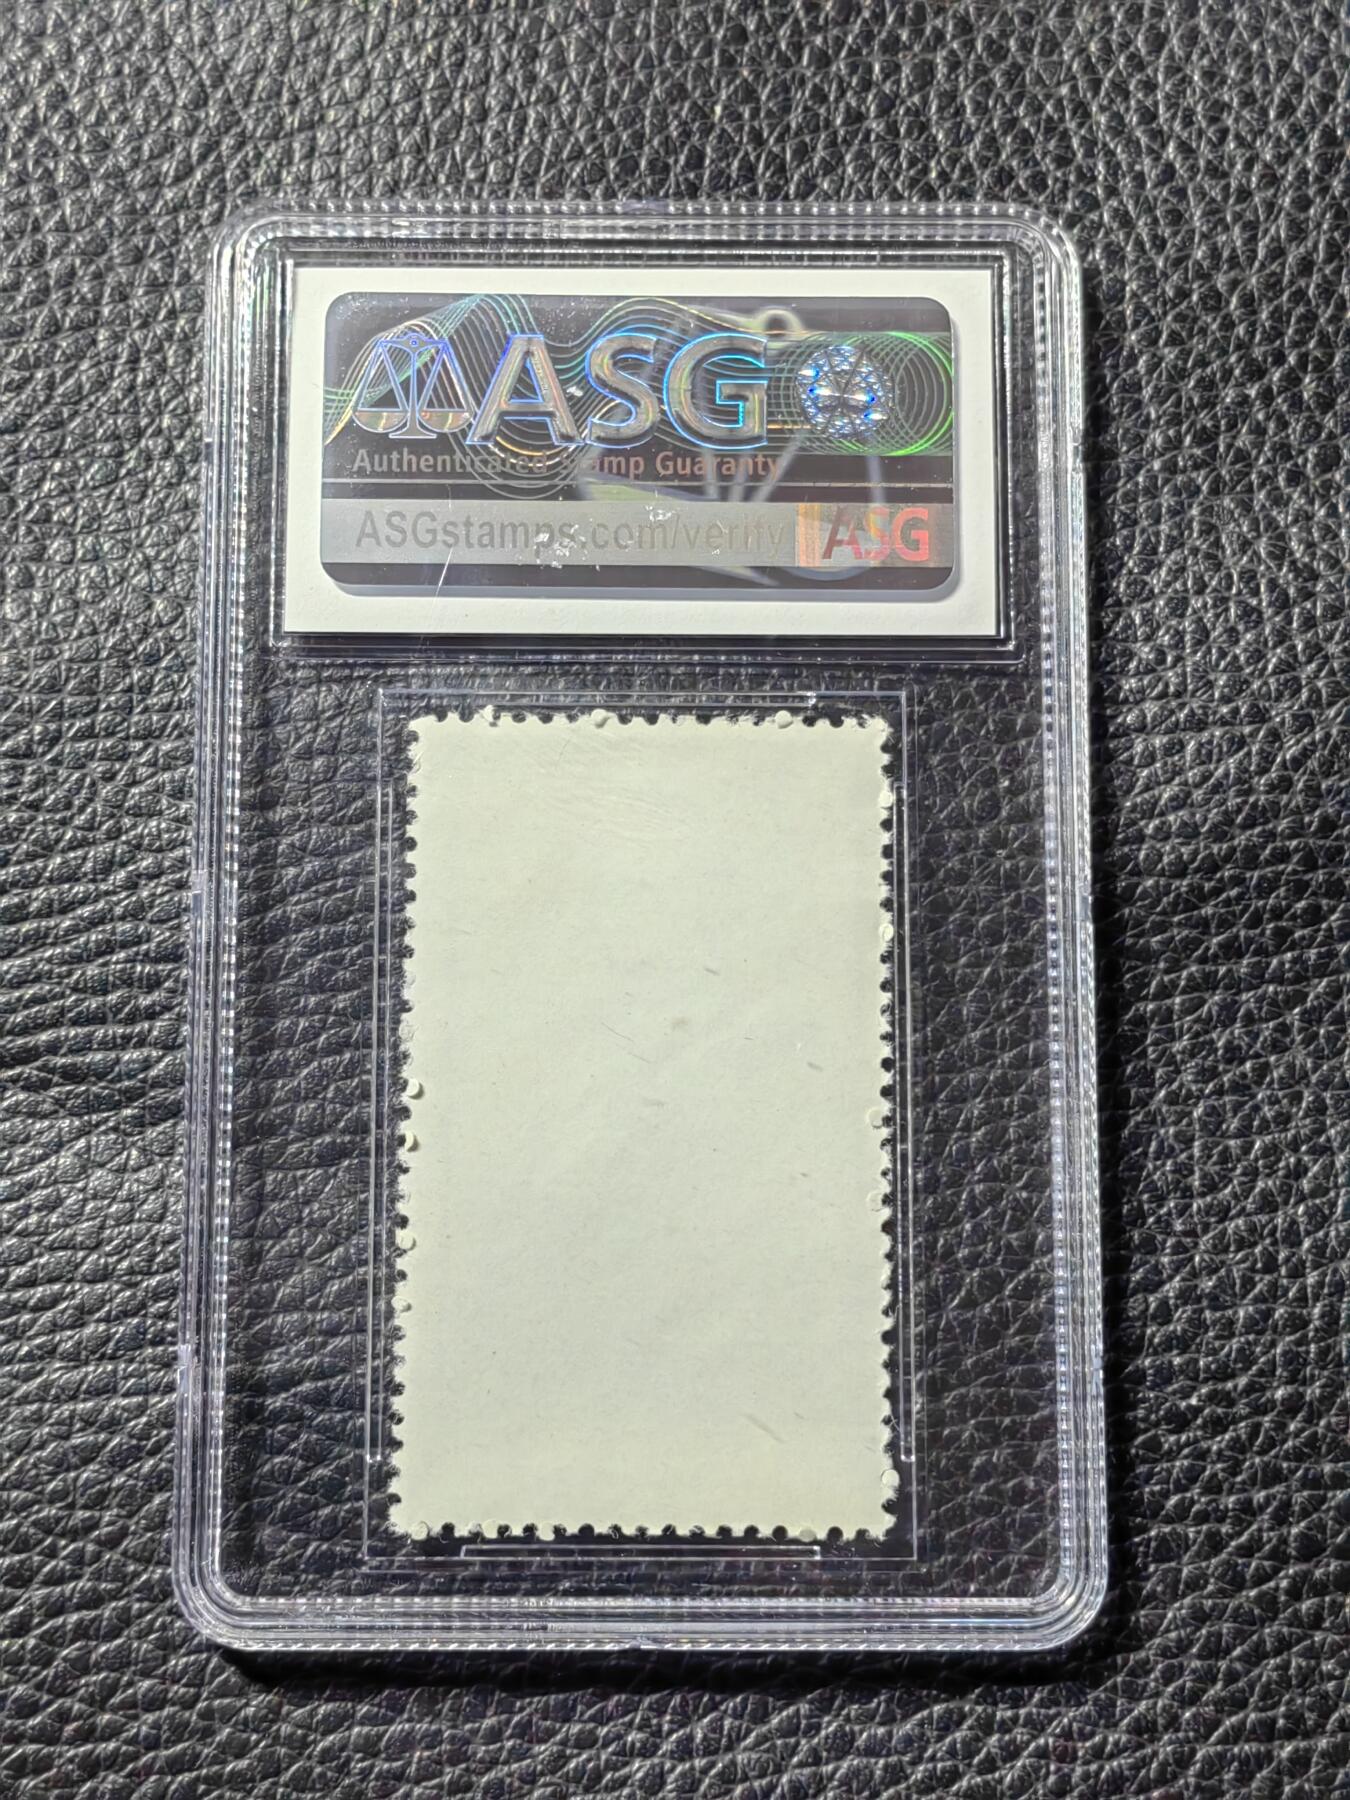 ASG
Authenticated Stamp Guaranty
ASGstamps.com/verify ASG